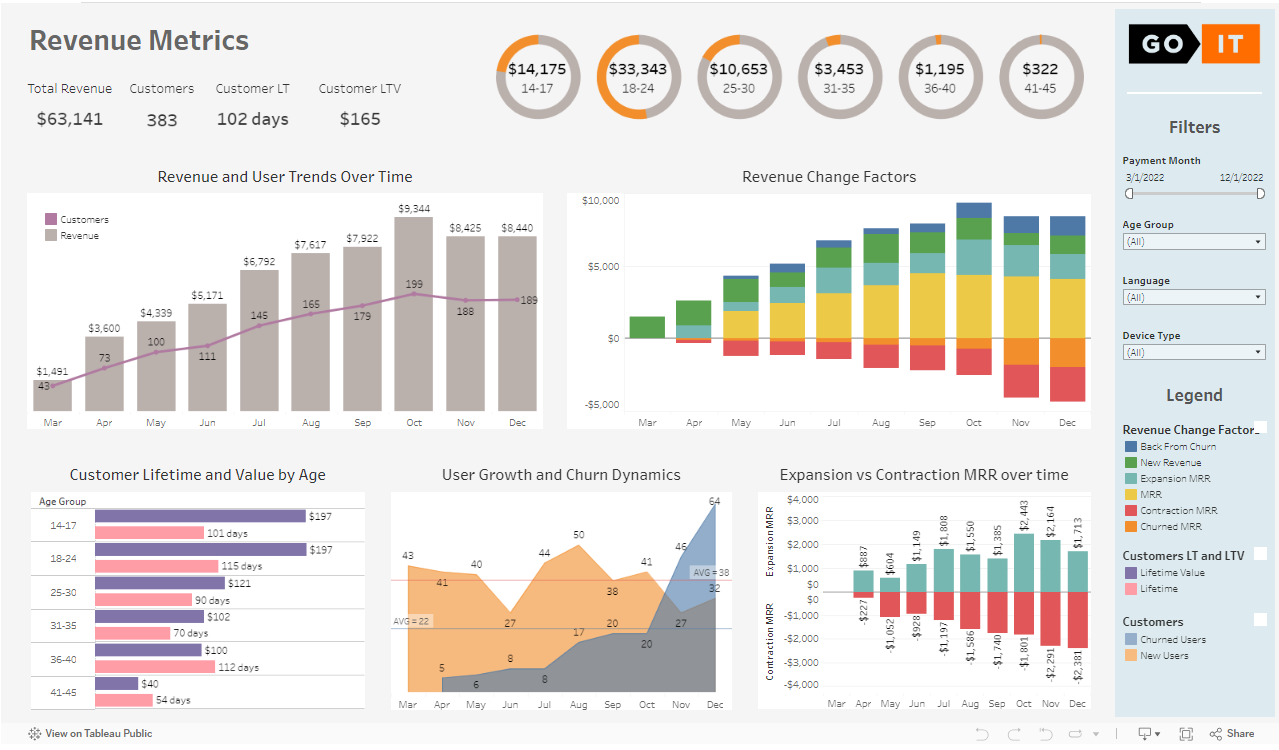 Revenue Metrics
Total Revenue Customers Customer LT Customer LTV
$63,141 383 102 days $165
$14,175 $33,343 $10,653 $3,453 $1,195 $322
14-17 18-24 25-30 31-35 36-40 41-45
Revenue and User Trends Over Time
Customers
Revenue
$1,491 $3,600 $4,339 $5,171 $6,792 $7,617 $7,922 $9,344 $8,425 $8,440
43 73 100 111 145 165 179 199 188 189
Mar Apr May Jun Jul Aug Sep Oct Nov Dec
Revenue Change Factors
$10,000
$5,000
$0
-$5,000
Mar Apr May Jun Jul Aug Sep Oct Nov Dec
Customer Lifetime and Value by Age
Age Group
14-17 $197
101 days
18-24 $197
115 days
25-30 $121
90 days
31-35 $102
70 days
36-40 $100
112 days
41-45 $40
54 days
User Growth and Churn Dynamics
43 41 40 27 44 50 38 41 27 32
5 6 8 8 17 20 20 46 64
AVG = 38
AVG = 22
Mar Apr May Jun Jul Aug Sep Oct Nov Dec
Expansion vs Contraction MRR over time
Expansion MRR
$4,000
$3,000
$2,000
$1,000
$0
$887 $604 $1,149 $1,808 $1,550 $1,385 $2,443 $2,164 $1,713
Contraction MRR
$0
-$1,000
-$2,000
-$3,000
-$4,000
-$227 -$1,052 -$928 -$1,197 -$1,586 -$1,740 -$1,801 -$2,291 -$2,381
Mar Apr May Jun Jul Aug Sep Oct Nov Dec
GO IT
Filters
Payment Month
3/1/2022 12/1/2022
Age Group
(All)
Language
(All)
Device Type
(All)
Legend
Revenue Change Factor
Back From Churn
New Revenue
Expansion MRR
MRR
Contraction MRR
Churned MRR
Customers LT and LTV
Lifetime Value
Lifetime
Customers
Churned Users
New Users
View on Tableau Public
Share